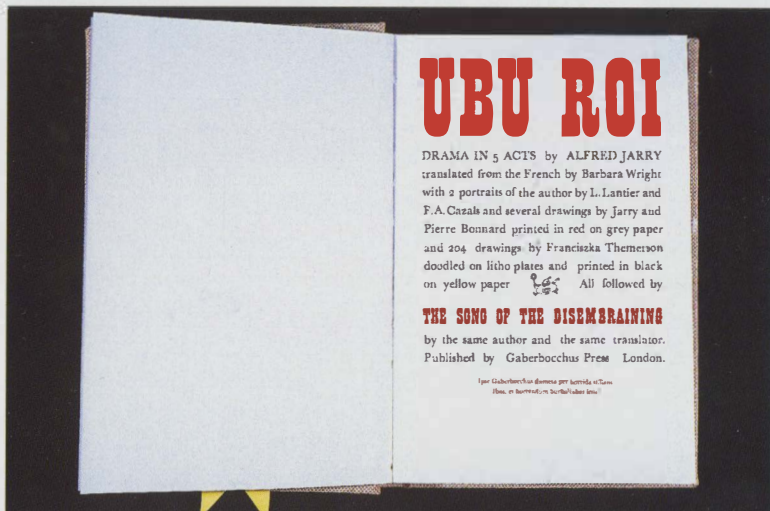 UBU ROI
DRAMA IN 5 ACTS by ALFRED JARRY
translated from the French by Barbara Wright
with 2 portraits of the author by L. Lantier and
F. A. Cazals and several drawings by Jarry and
Pierre Bonnard printed in red on grey paper
and 204 drawings by Franciszka Themerson
doodled on litho plates and printed in black
on yellow paper All followed by
THE SONG OF THE DISEMBRAINING
by the same author and the same translator.
Published by Gaberbocchus Press London.
Gaberbocchus per horrida